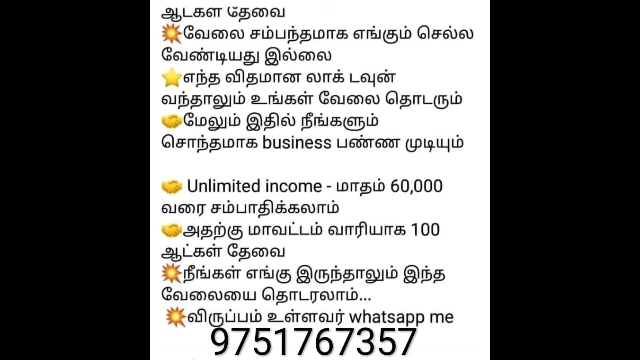 ஆட்கள் தேவை
💥வேலை சம்பந்தமாக எங்கும் செல்ல
வேண்டியது இல்லை
⭐எந்த விதமான லாக் டவுன்
வந்தாலும் உங்கள் வேலை தொடரும்
🤝மேலும் இதில் நீங்களும்
சொந்தமாக business பண்ண முடியும்
🤝 Unlimited income - மாதம் 60,000
வரை சம்பாதிக்கலாம்
🤝அதற்கு மாவட்டம் வாரியாக 100
ஆட்கள் தேவை
💥நீங்கள் எங்கு இருந்தாலும் இந்த
வேலையை தொடரலாம்...
💥விருப்பம் உள்ளவர் whatsapp me
9751767357